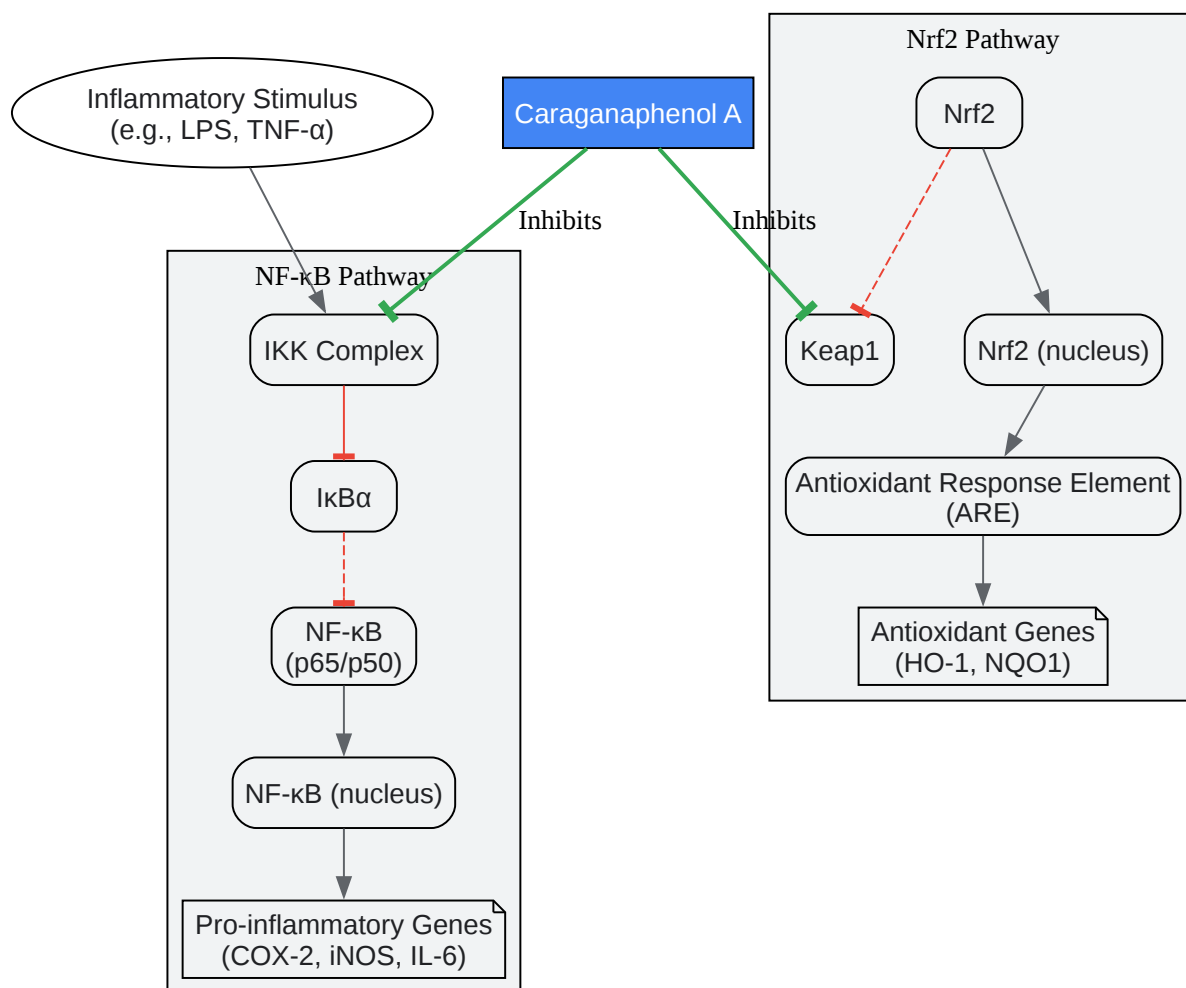 Nrf2 Pathway
Inflammatory Stimulus
(e.g., LPS, TNF-α)
Caraganaphenol A
Nrf2
Inhibits
Inhibits
NF-κB Pathway
IKK Complex
Keap1
Nrf2 (nucleus)
IκBα
Antioxidant Response Element
(ARE)
NF-κB
(p65/p50)
Antioxidant Genes
(HO-1, NQO1)
NF-κB (nucleus)
Pro-inflammatory Genes
(COX-2, iNOS, IL-6)